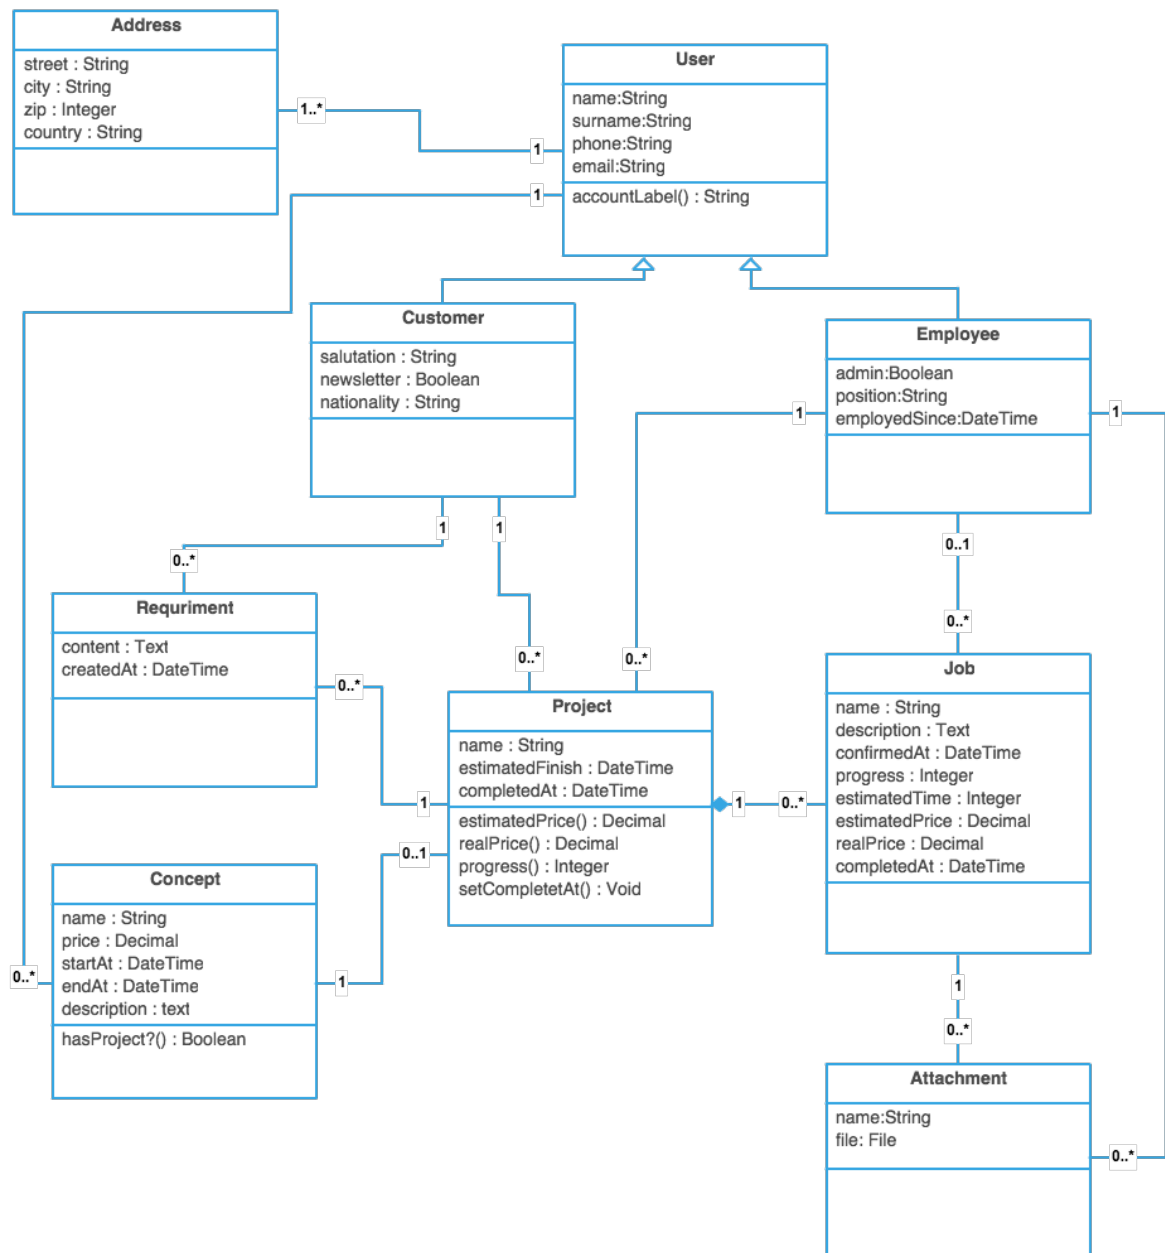 Address
street : String
city : String
zip : Integer
country : String
User
name:String
surname:String
phone:String
email:String
accountLabel() : String
1..*
1
1
Customer
salutation : String
newsletter : Boolean
nationality : String
Employee
admin:Boolean
position:String
employedSince:DateTime
1
1
1
1
0..*
0..1
0..*
0..*
0..*
Requriment
content : Text
createdAt : DateTime
0..*
1
Project
name : String
estimatedFinish : DateTime
completedAt : DateTime
estimatedPrice() : Decimal
realPrice() : Decimal
progress() : Integer
setCompletetAt() : Void
1
0..*
Job
name : String
description : Text
confirmedAt : DateTime
progress : Integer
estimatedTime : Integer
estimatedPrice : Decimal
realPrice : Decimal
completedAt : DateTime
0..1
Concept
name : String
price : Decimal
startAt : DateTime
endAt : DateTime
description : text
hasProject?() : Boolean
0..*
1
1
0..*
Attachment
name:String
file: File
0..*